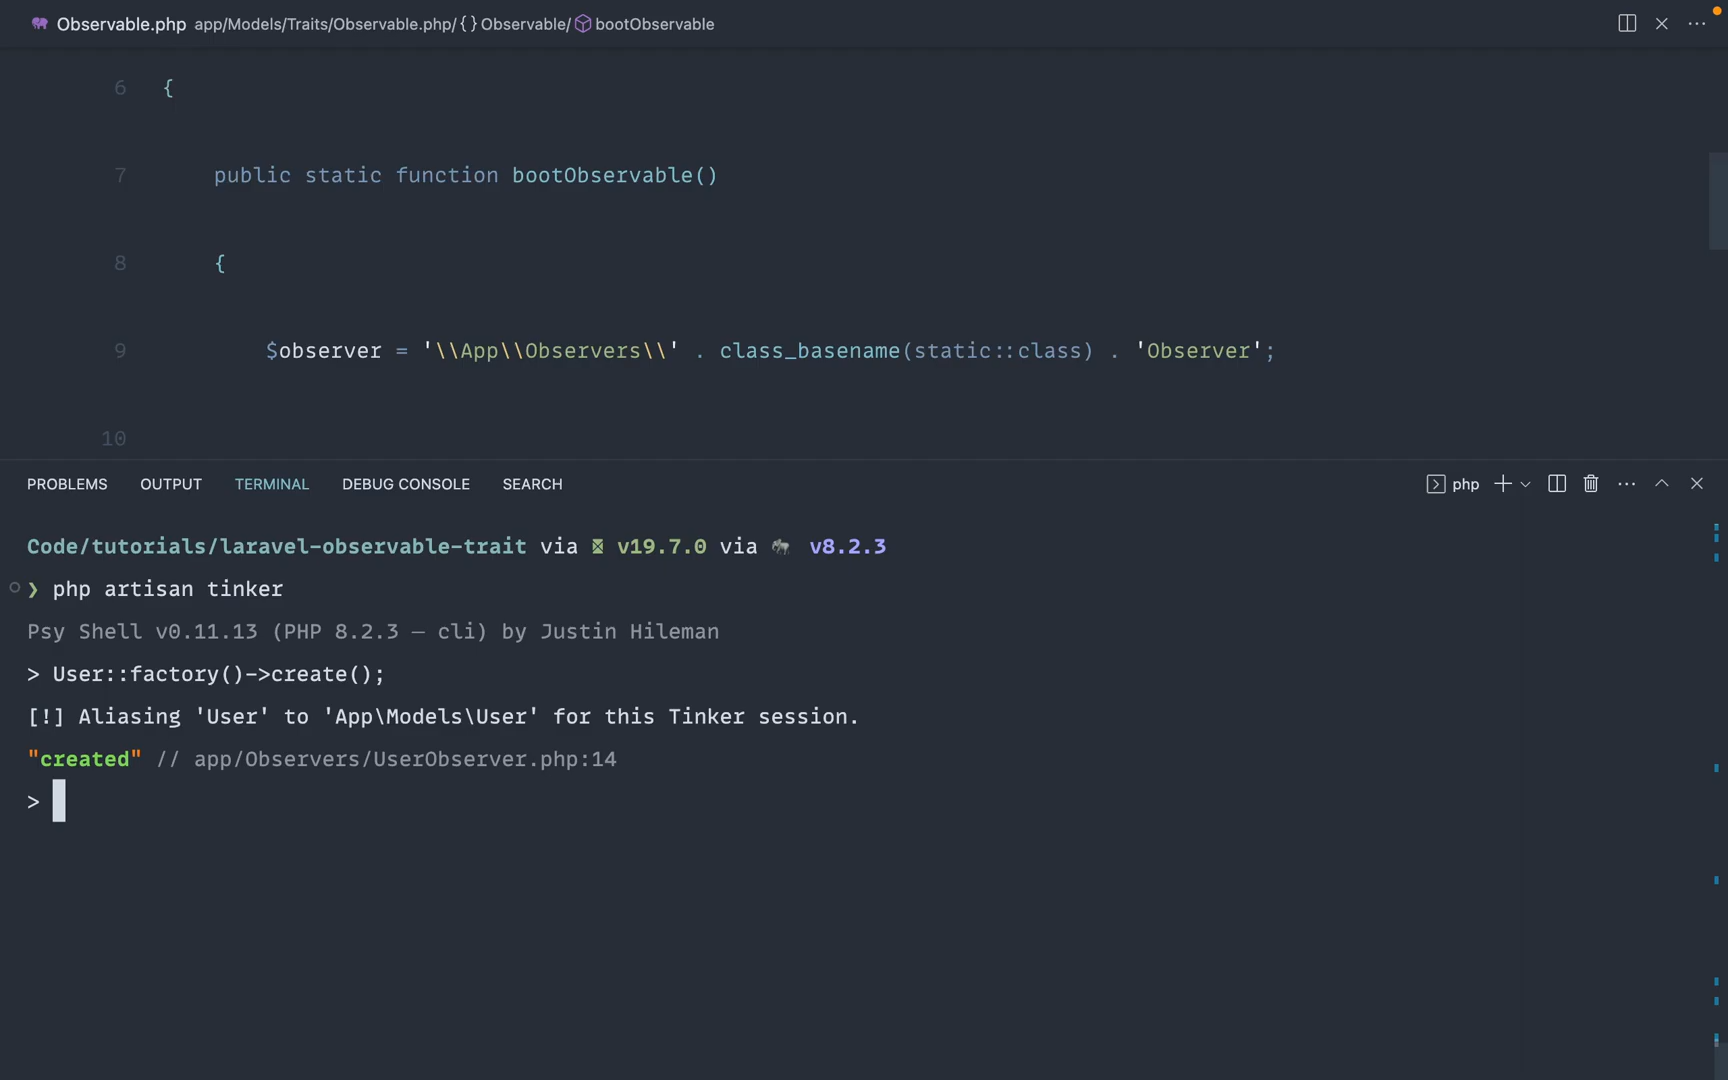 Observable.php app/Models/Traits/Observable.php/{} Observable/ bootObservable
6 {
7 public static function bootObservable()
8 {
9 $observer = '\\App\\Observers\\' . class_basename(static::class) . 'Observer';
10
PROBLEMS OUTPUT TERMINAL DEBUG CONSOLE SEARCH php
Code/tutorials/laravel-observable-trait via v19.7.0 via v8.2.3
❯ php artisan tinker
Psy Shell v0.11.13 (PHP 8.2.3 — cli) by Justin Hileman
> User::factory()->create();
[!] Aliasing 'User' to 'App\Models\User' for this Tinker session.
"created" // app/Observers/UserObserver.php:14
>